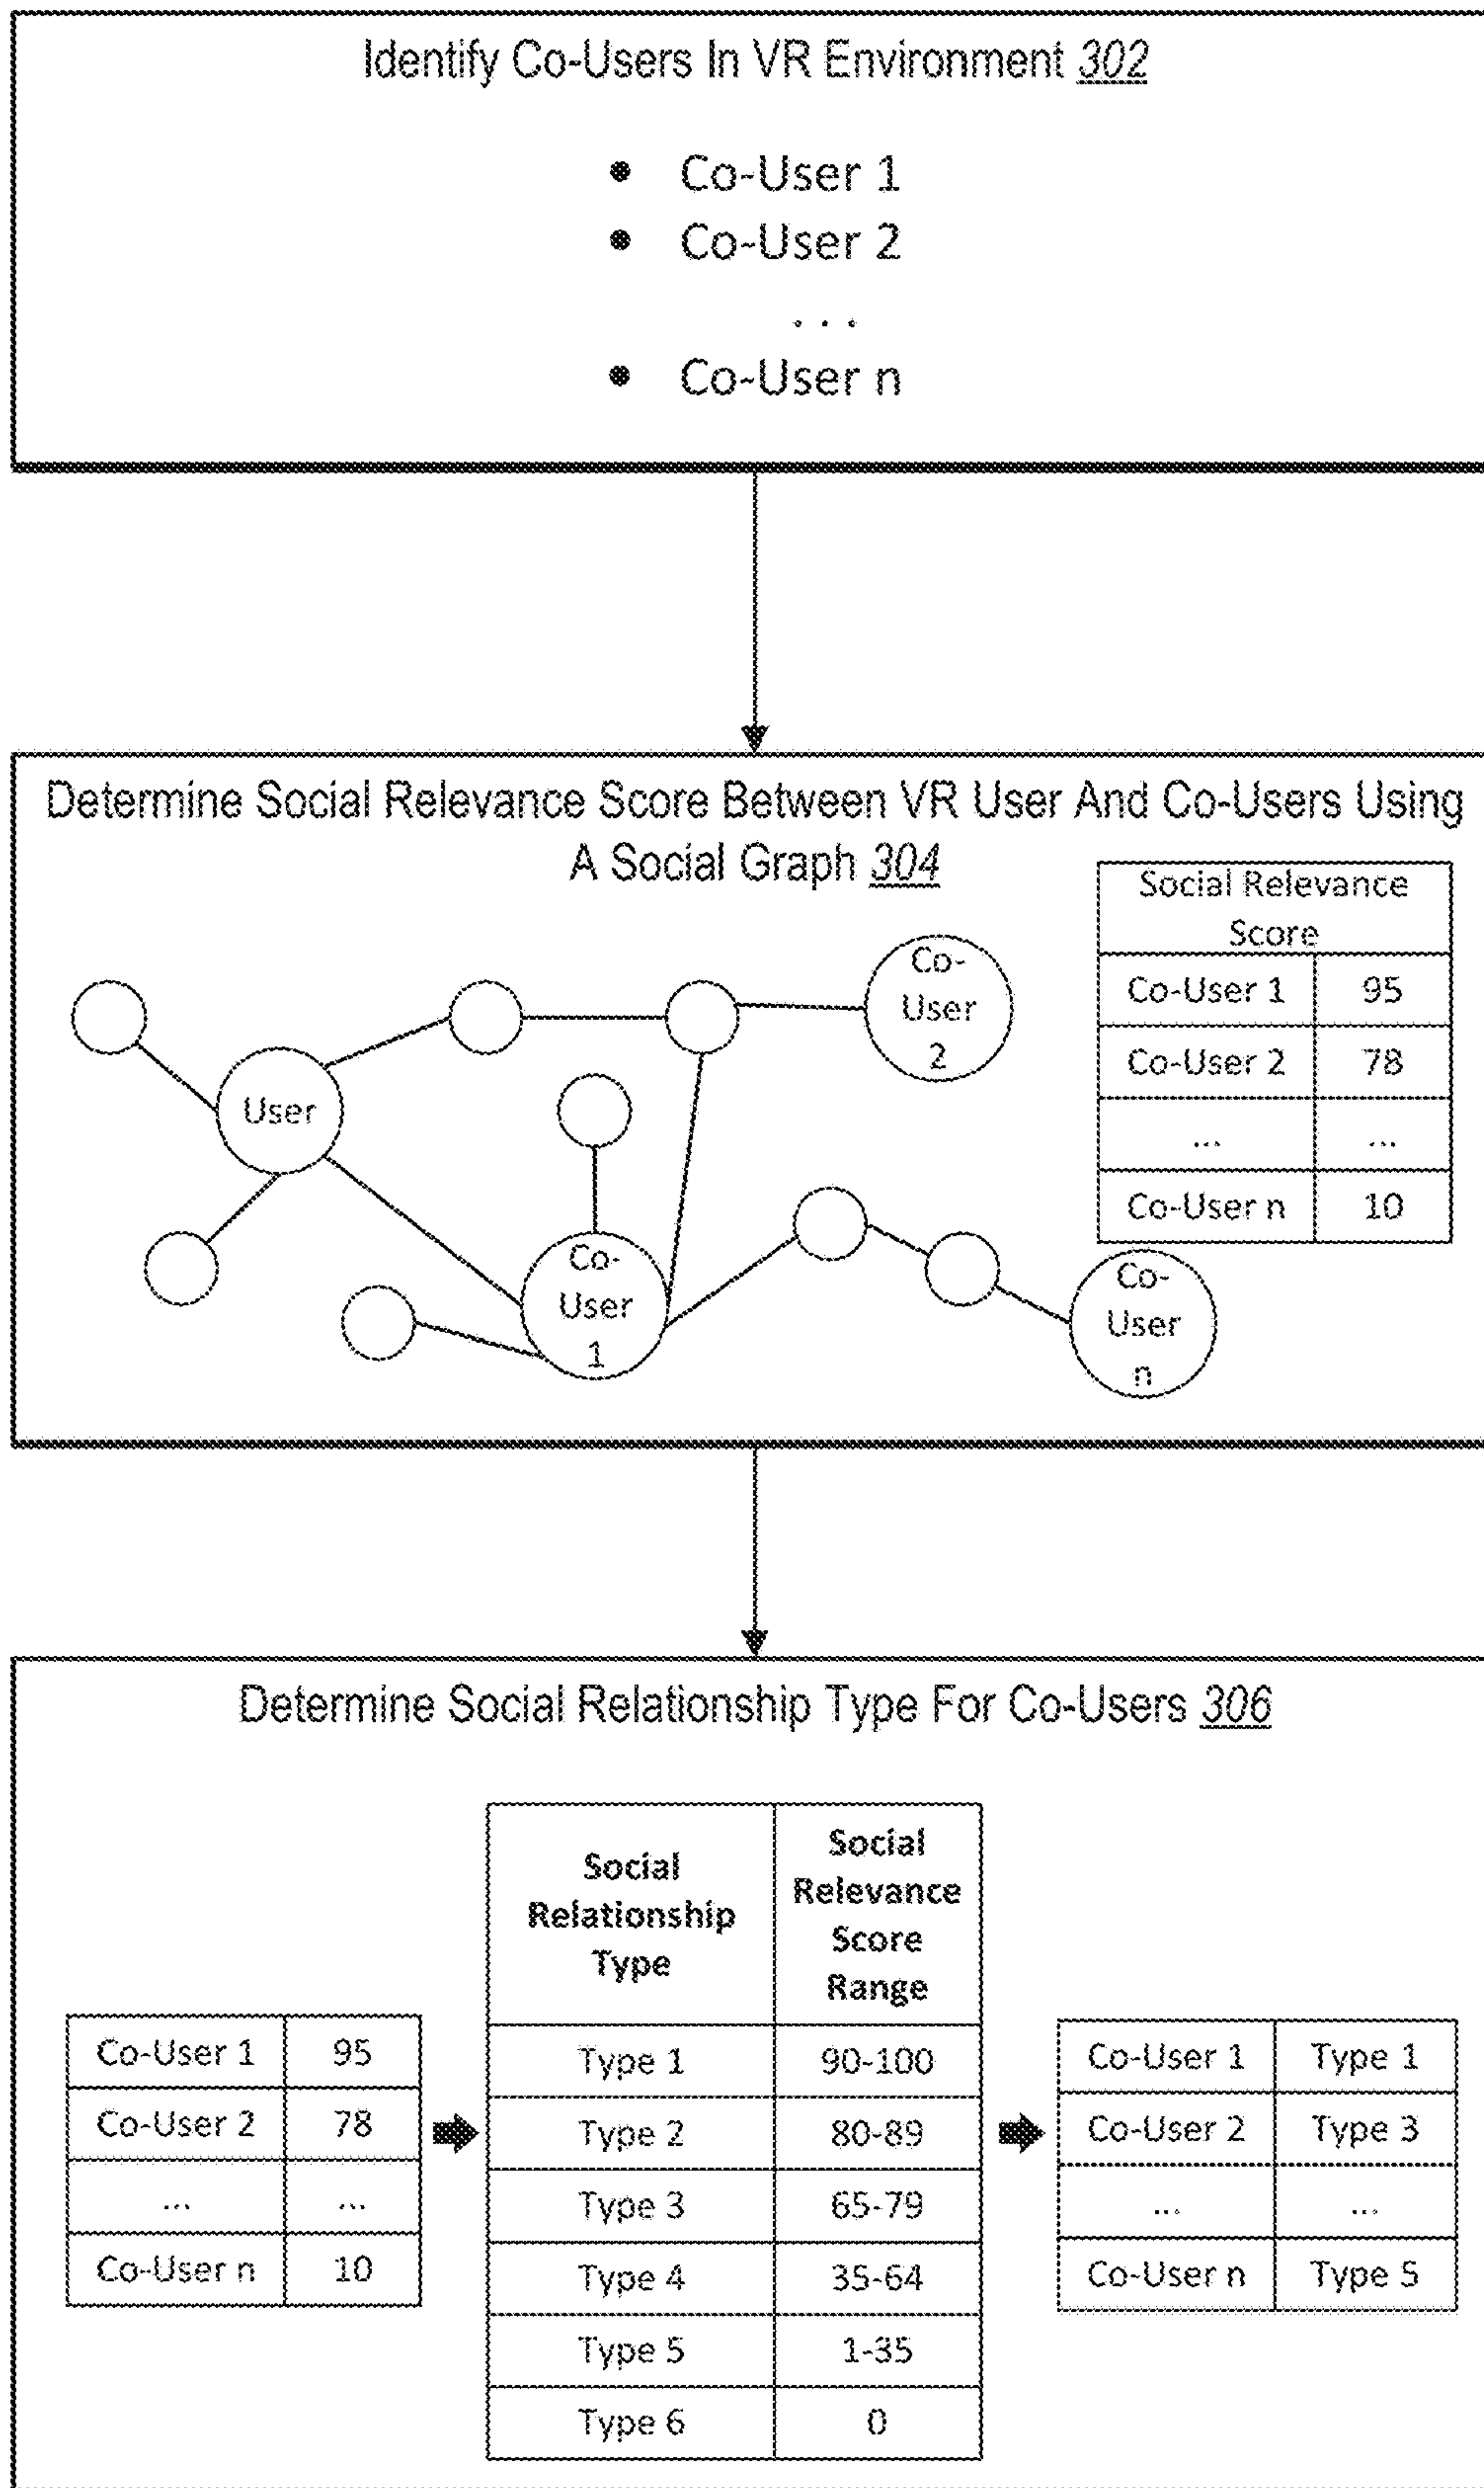 Identify Co-Users In VR Environment 302
• Co-User 1
• Co-User 2
...
• Co-User n
Determine Social Relevance Score Between VR User And Co-Users Using
A Social Graph 304
Social Relevance
Score
Co-User 1 95
Co-User 2 78
... ...
Co-User n 10
User
Co-
User
2
Co-
User
1
Co-
User
n
Determine Social Relationship Type For Co-Users 306
Co-User 1 95
Co-User 2 78
... ...
Co-User n 10
Social
Relationship
Type
Social
Relevance
Score
Range
Type 1 90-100
Type 2 80-89
Type 3 65-79
Type 4 35-64
Type 5 1-35
Type 6 0
Co-User 1 Type 1
Co-User 2 Type 3
... ...
Co-User n Type 5